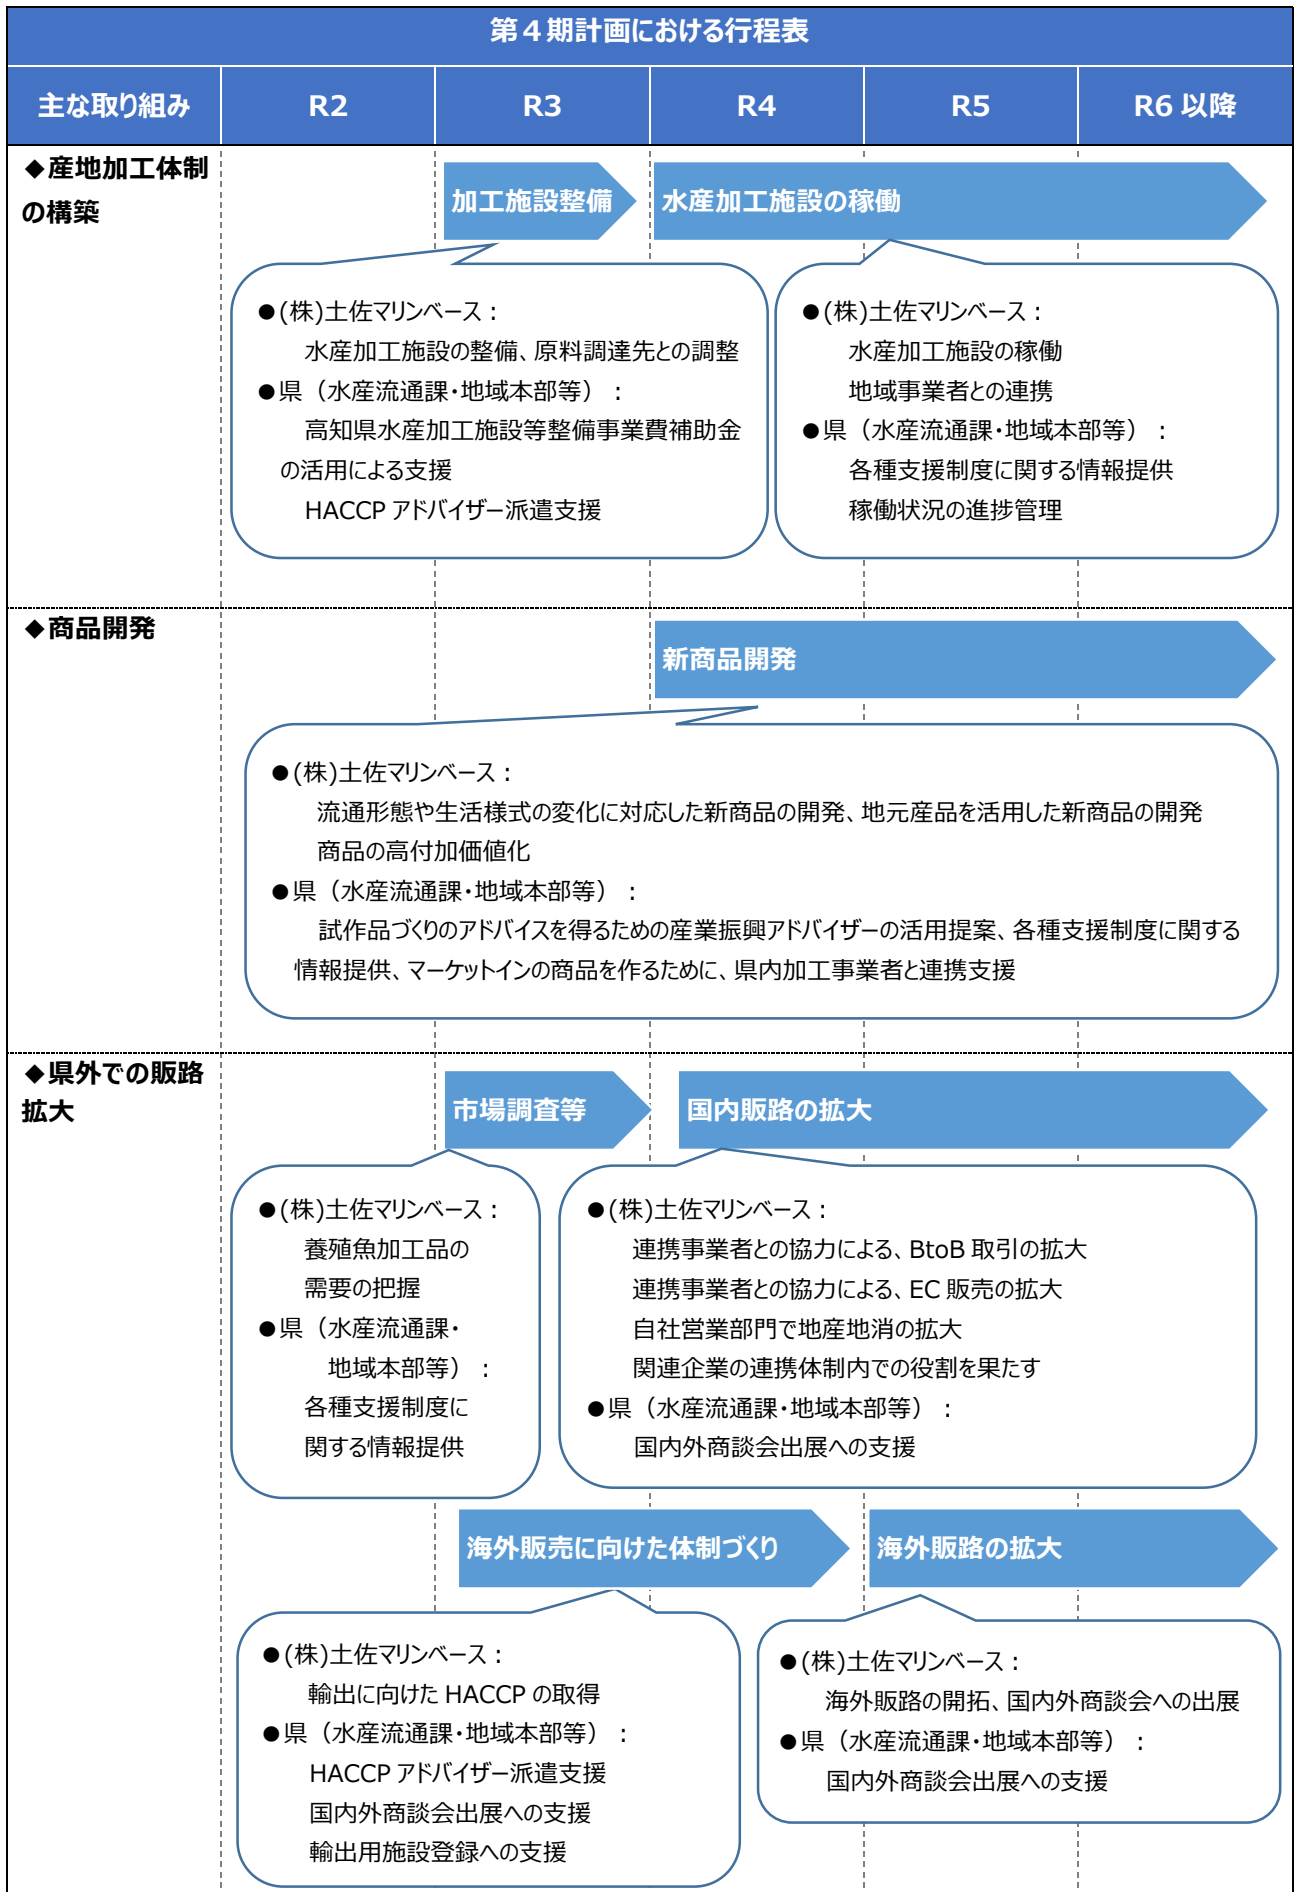 第４期計画における行程表
主な取り組み R2 R3 R4 R5 R6 以降
◆産地加工体制
の構築
加工施設整備
水産加工施設の稼働
●(株)土佐マリンベース：
水産加工施設の整備、原料調達先との調整
●県（水産流通課・地域本部等）：
高知県水産加工施設等整備事業費補助金
の活用による支援
HACCP アドバイザー派遣支援
●(株)土佐マリンベース：
水産加工施設の稼働
地域事業者との連携
●県（水産流通課・地域本部等）：
各種支援制度に関する情報提供
稼働状況の進捗管理
◆商品開発
新商品開発
●(株)土佐マリンベース：
流通形態や生活様式の変化に対応した新商品の開発、地元産品を活用した新商品の開発
商品の高付加価値化
●県（水産流通課・地域本部等）：
試作品づくりのアドバイスを得るための産業振興アドバイザーの活用提案、各種支援制度に関する
情報提供、マーケットインの商品を作るために、県内加工事業者と連携支援
◆県外での販路
拡大
市場調査等
国内販路の拡大
●(株)土佐マリンベース：
養殖魚加工品の
需要の把握
●県（水産流通課・
地域本部等）：
各種支援制度に
関する情報提供
●(株)土佐マリンベース：
連携事業者との協力による、BtoB 取引の拡大
連携事業者との協力による、EC 販売の拡大
自社営業部門で地産地消の拡大
関連企業の連携体制内での役割を果たす
●県（水産流通課・地域本部等）：
国内外商談会出展への支援
海外販売に向けた体制づくり
海外販路の拡大
●(株)土佐マリンベース：
輸出に向けた HACCP の取得
●県（水産流通課・地域本部等）：
HACCP アドバイザー派遣支援
国内外商談会出展への支援
輸出用施設登録への支援
●(株)土佐マリンベース：
海外販路の開拓、国内外商談会への出展
●県（水産流通課・地域本部等）：
国内外商談会出展への支援